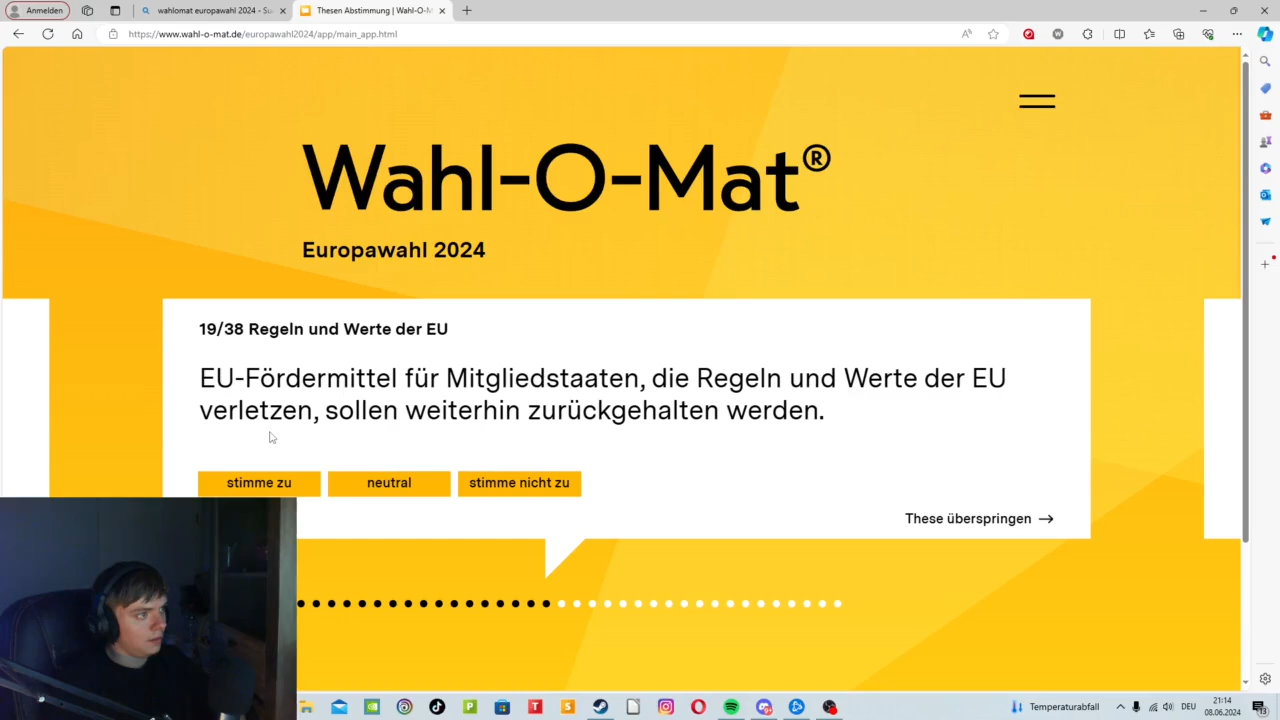 Anmelden
wahlomat europawahl 2024 - Su
Thesen Abstimmung | Wahl-O-M
https://www.wahl-o-mat.de/europawahl2024/app/main_app.html
Wahl-O-Mat®
Europawahl 2024
19/38 Regeln und Werte der EU
EU-Fördermittel für Mitgliedstaaten, die Regeln und Werte der EU
verletzen, sollen weiterhin zurückgehalten werden.
stimme zu
neutral
stimme nicht zu
These überspringen →
Temperaturabfall
DEU
21:14
08.06.2024